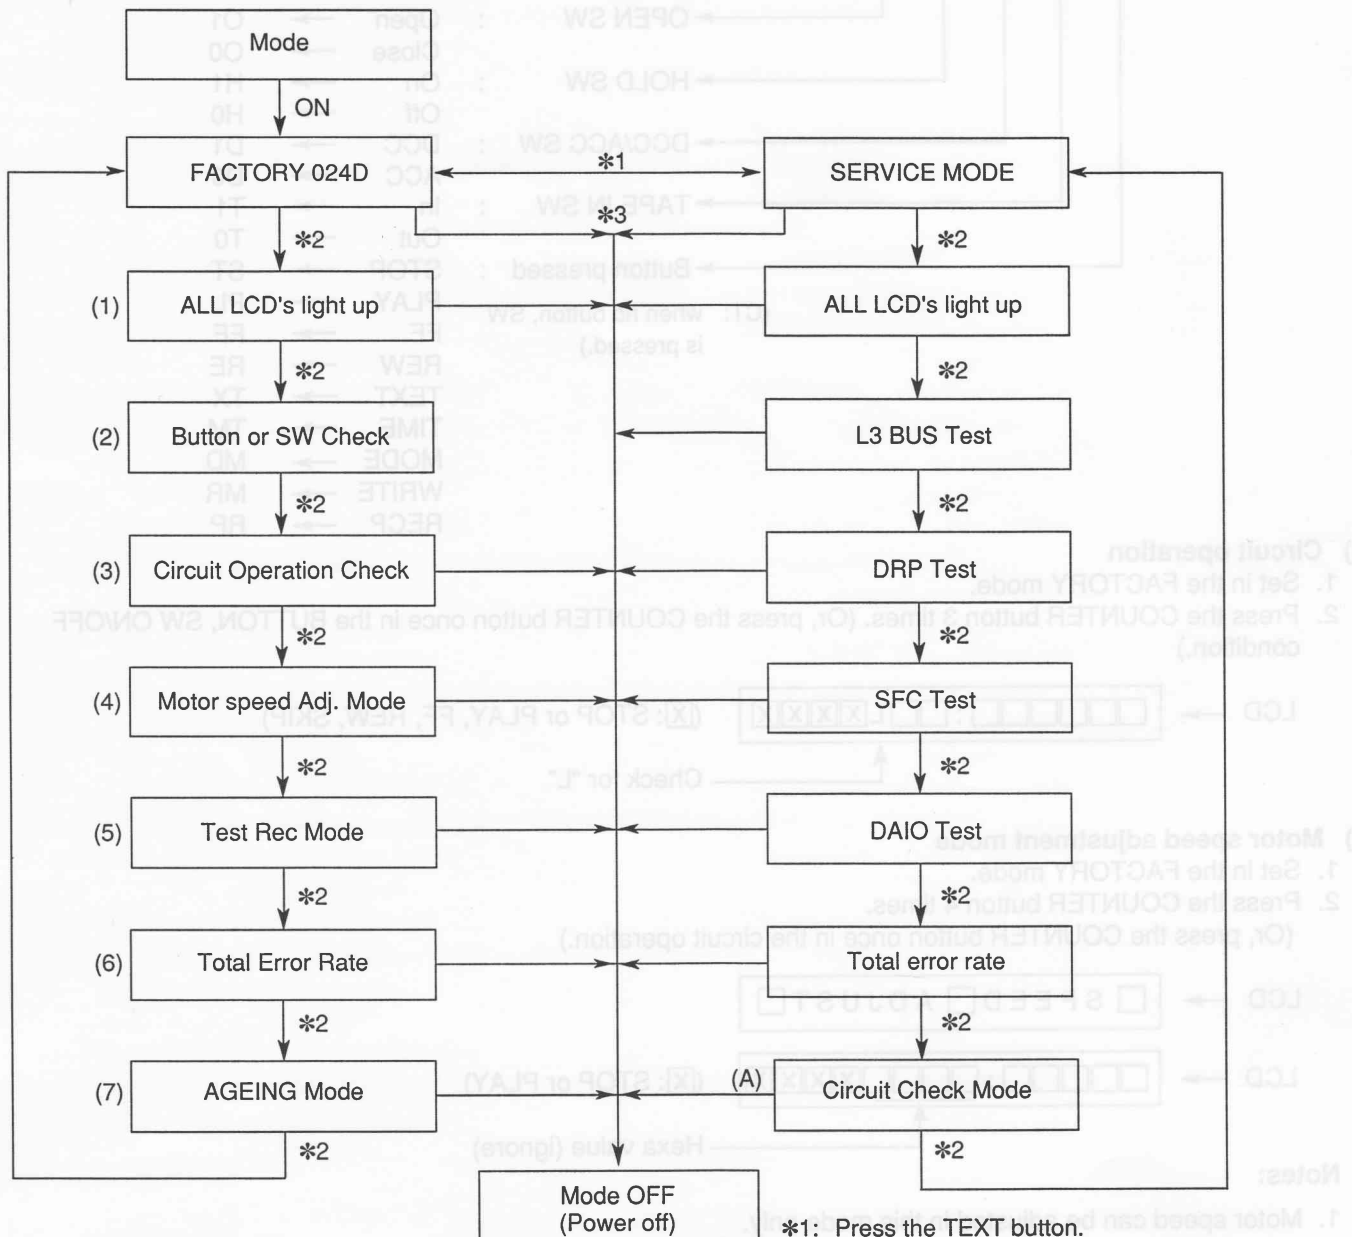 Mode
ON
FACTORY 024D
✻1
SERVICE MODE
✻3
✻2
✻2
(1)
ALL LCD's light up
ALL LCD's light up
✻2
✻2
(2)
Button or SW Check
L3 BUS Test
✻2
✻2
(3)
Circuit Operation Check
DRP Test
✻2
✻2
(4)
Motor speed Adj. Mode
SFC Test
✻2
✻2
(5)
Test Rec Mode
DAIO Test
✻2
✻2
(6)
Total Error Rate
Total error rate
✻2
✻2
(7)
AGEING Mode
(A)
Circuit Check Mode
✻2
✻2
Mode OFF
(Power off)
✻1: Press the TEXT button.